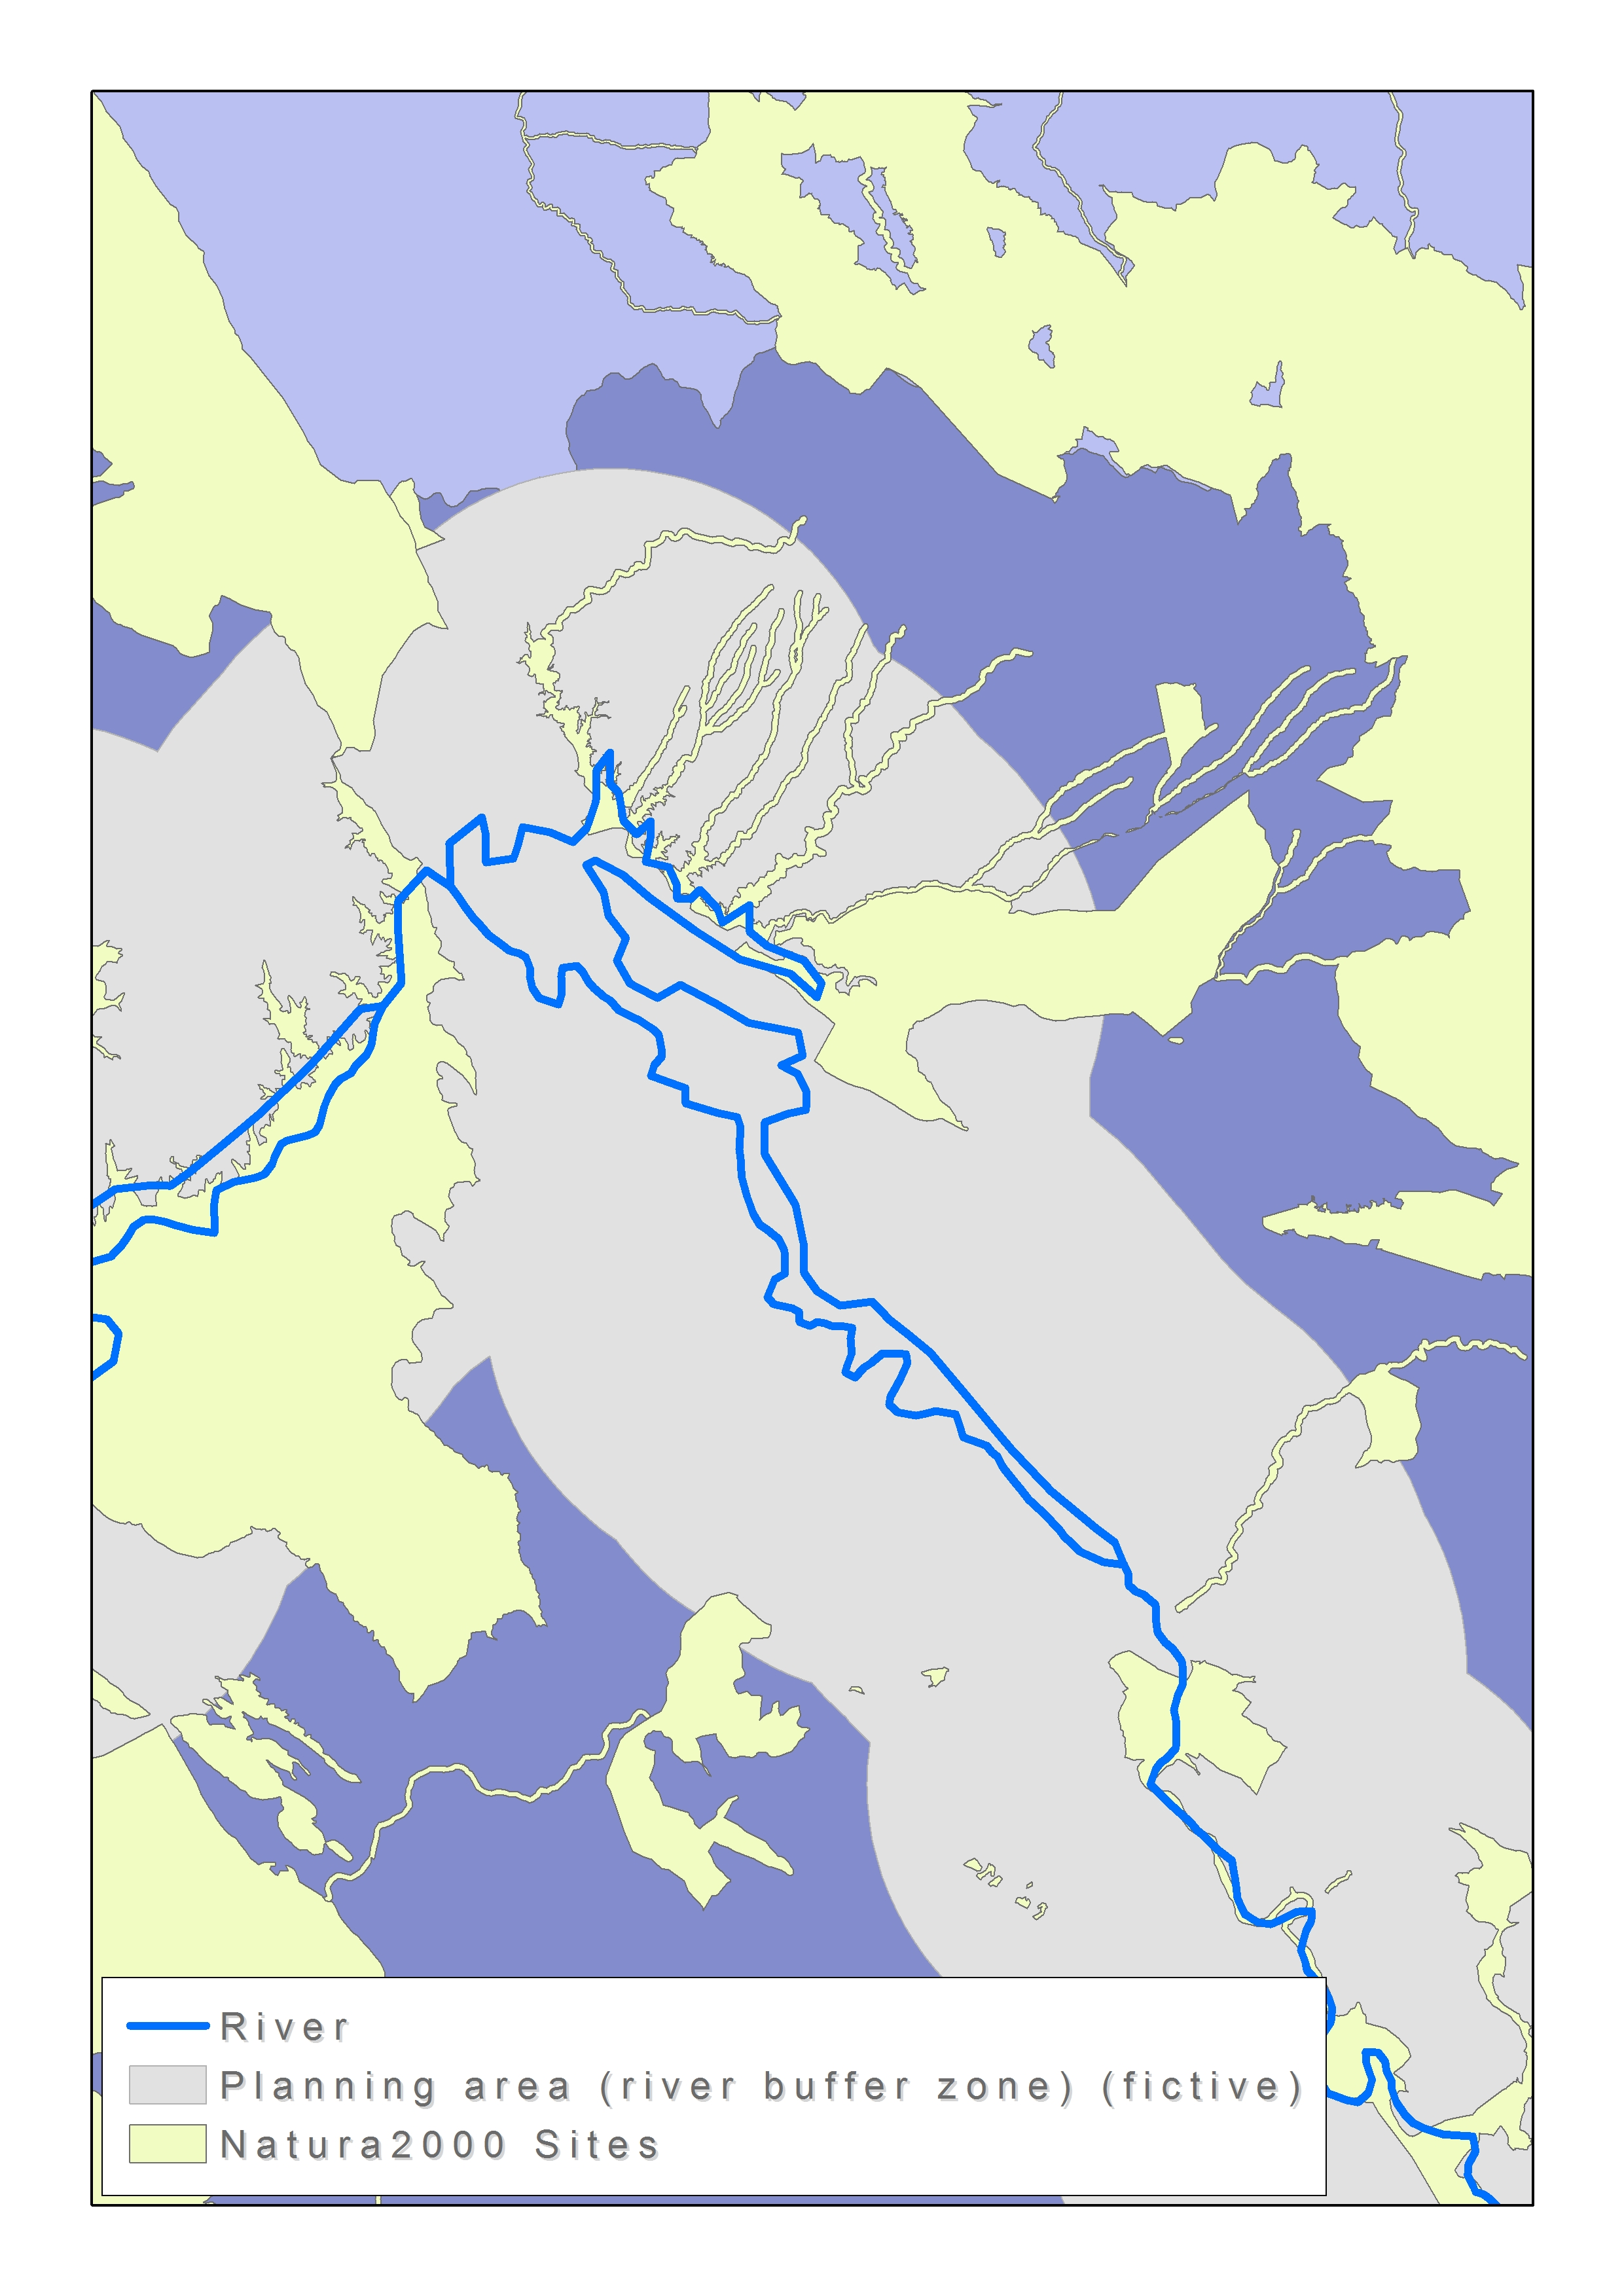 River
Planning area (river buffer zone) (fictive)
Natura2000 Sites